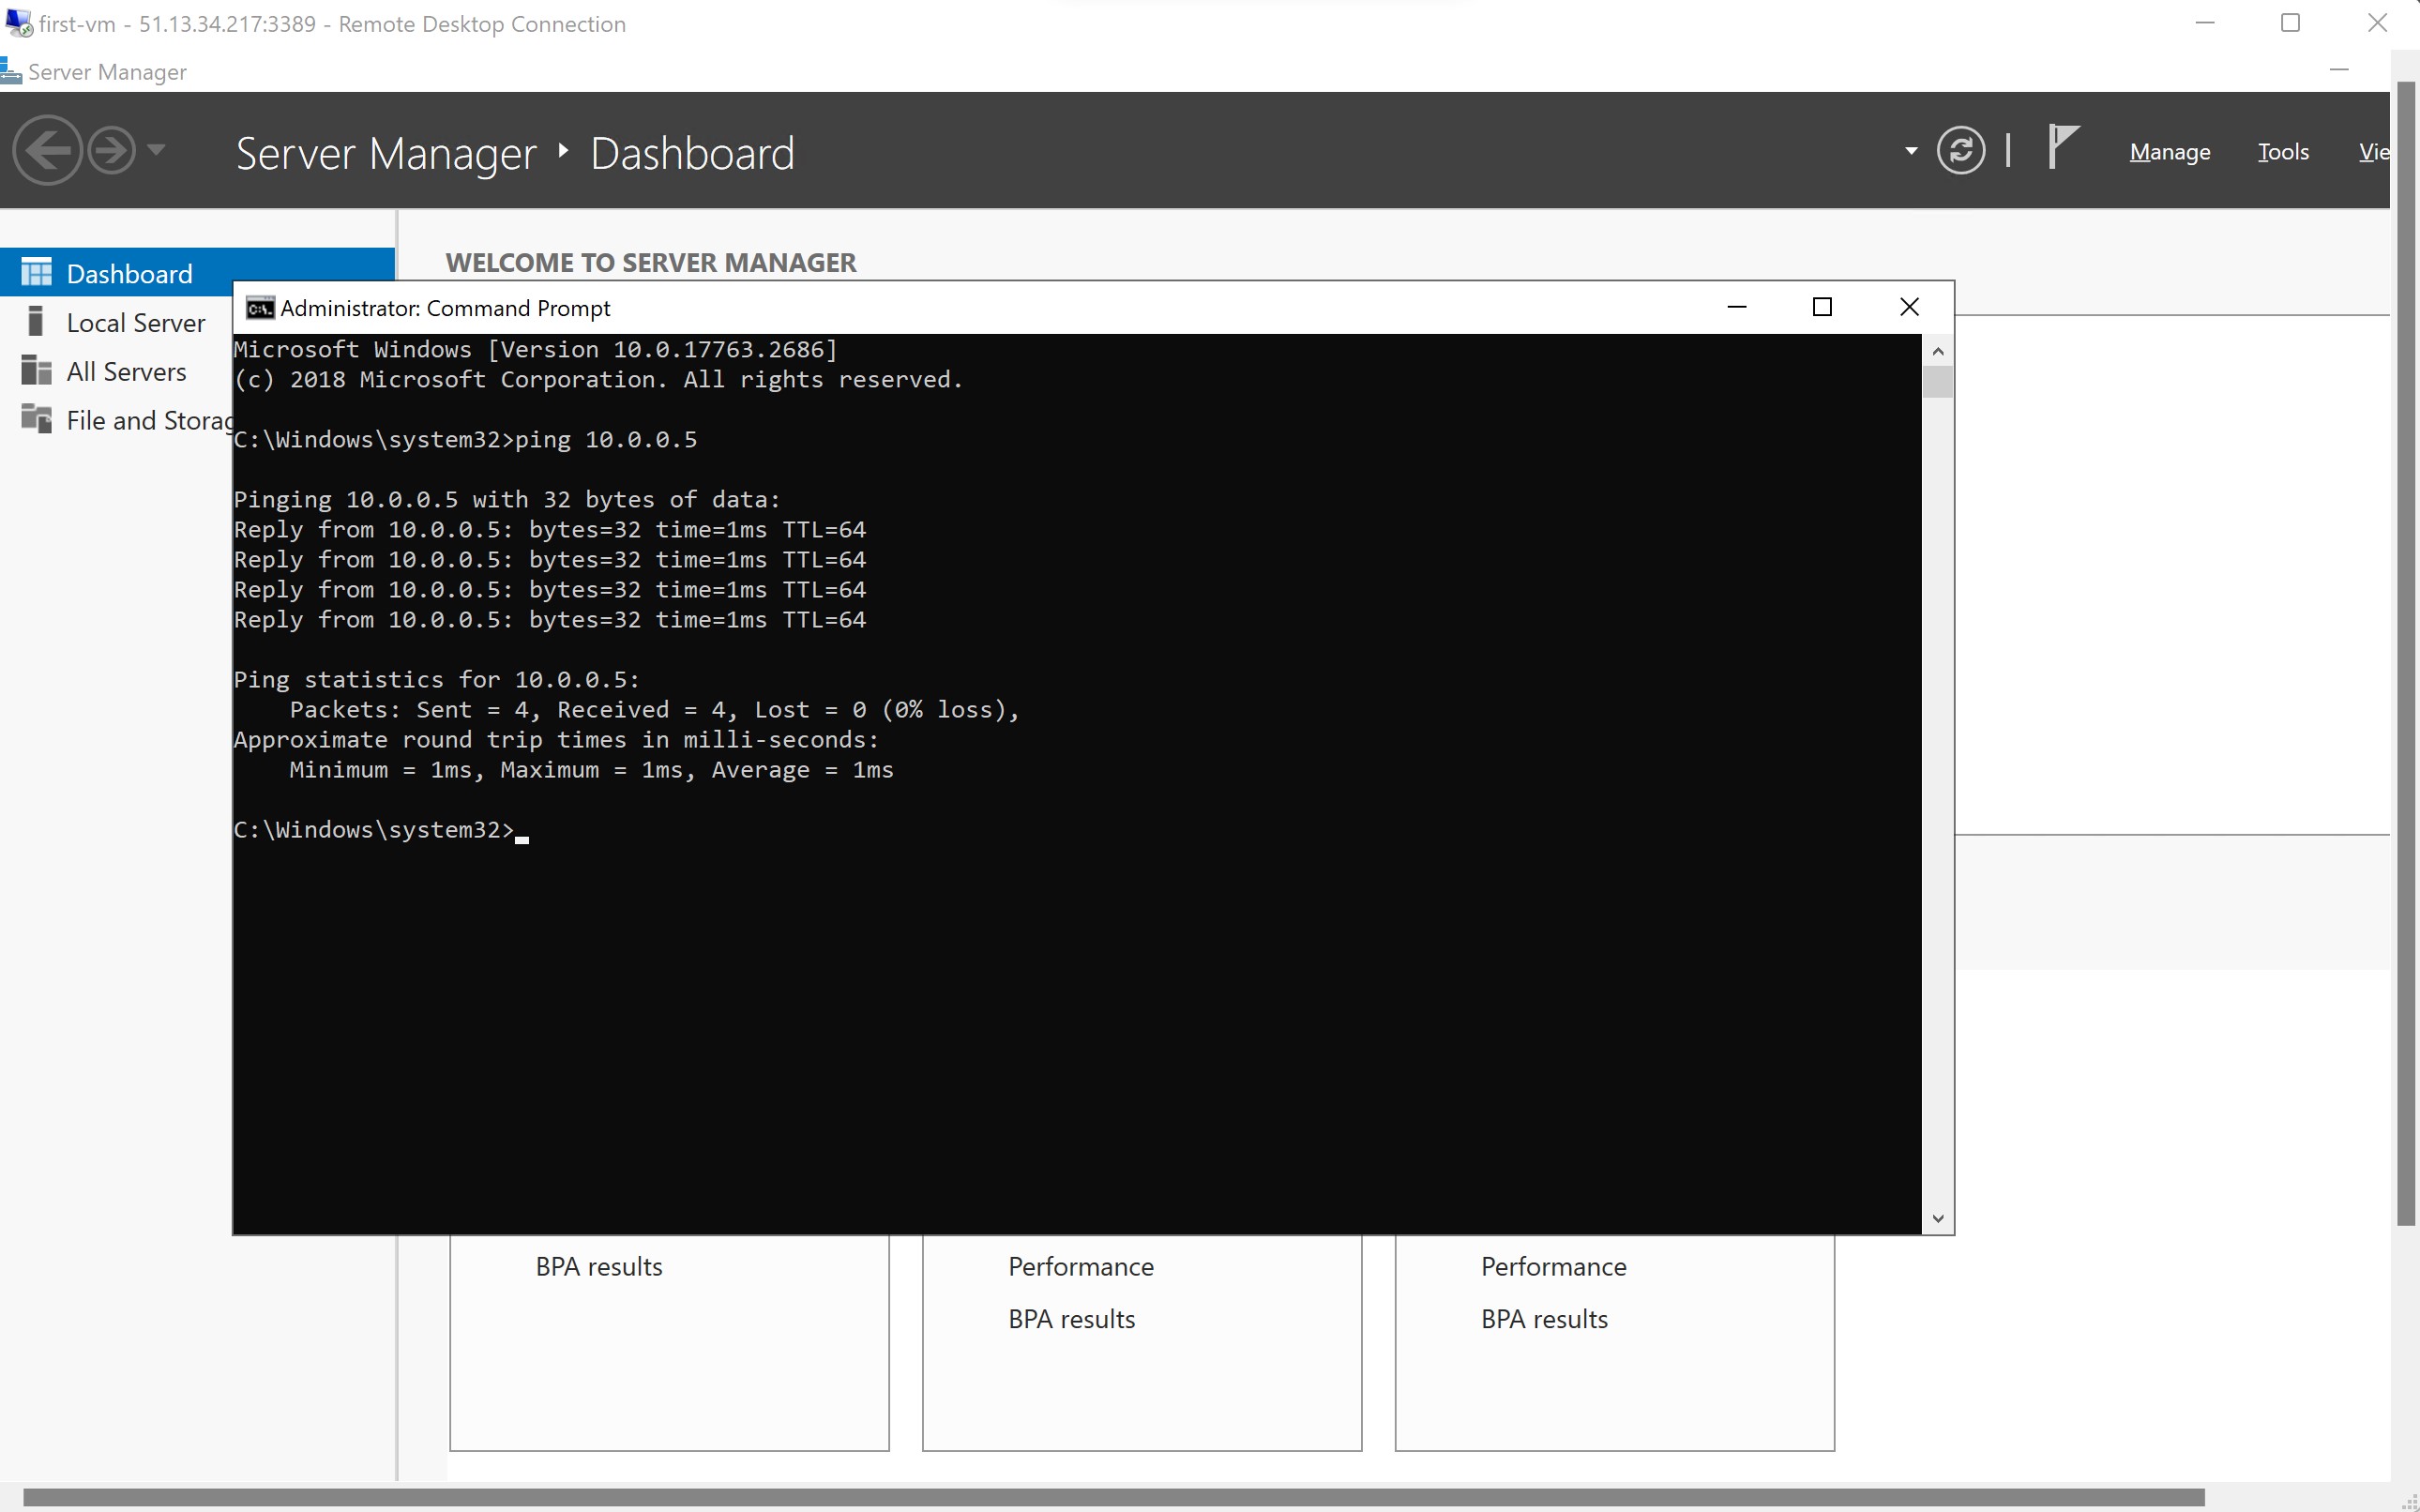 first-vm - 51.13.34.217:3389 - Remote Desktop Connection
Server Manager
Server Manager ‣ Dashboard
Manage Tools Vie
Dashboard
Local Server
All Servers
File and Storag
WELCOME TO SERVER MANAGER
Administrator: Command Prompt
Microsoft Windows [Version 10.0.17763.2686]
(c) 2018 Microsoft Corporation. All rights reserved.
C:\Windows\system32>ping 10.0.0.5
Pinging 10.0.0.5 with 32 bytes of data:
Reply from 10.0.0.5: bytes=32 time=1ms TTL=64
Reply from 10.0.0.5: bytes=32 time=1ms TTL=64
Reply from 10.0.0.5: bytes=32 time=1ms TTL=64
Reply from 10.0.0.5: bytes=32 time=1ms TTL=64
Ping statistics for 10.0.0.5:
Packets: Sent = 4, Received = 4, Lost = 0 (0% loss),
Approximate round trip times in milli-seconds:
Minimum = 1ms, Maximum = 1ms, Average = 1ms
C:\Windows\system32>
BPA results
Performance
BPA results
Performance
BPA results